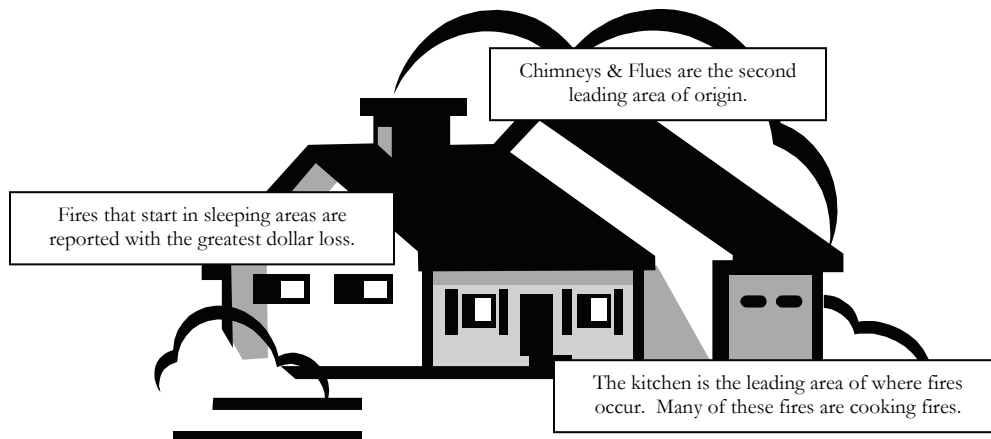 Chimneys & Flues are the second
leading area of origin.
Fires that start in sleeping areas are
reported with the greatest dollar loss.
The kitchen is the leading area of where fires
occur.  Many of these fires are cooking fires.